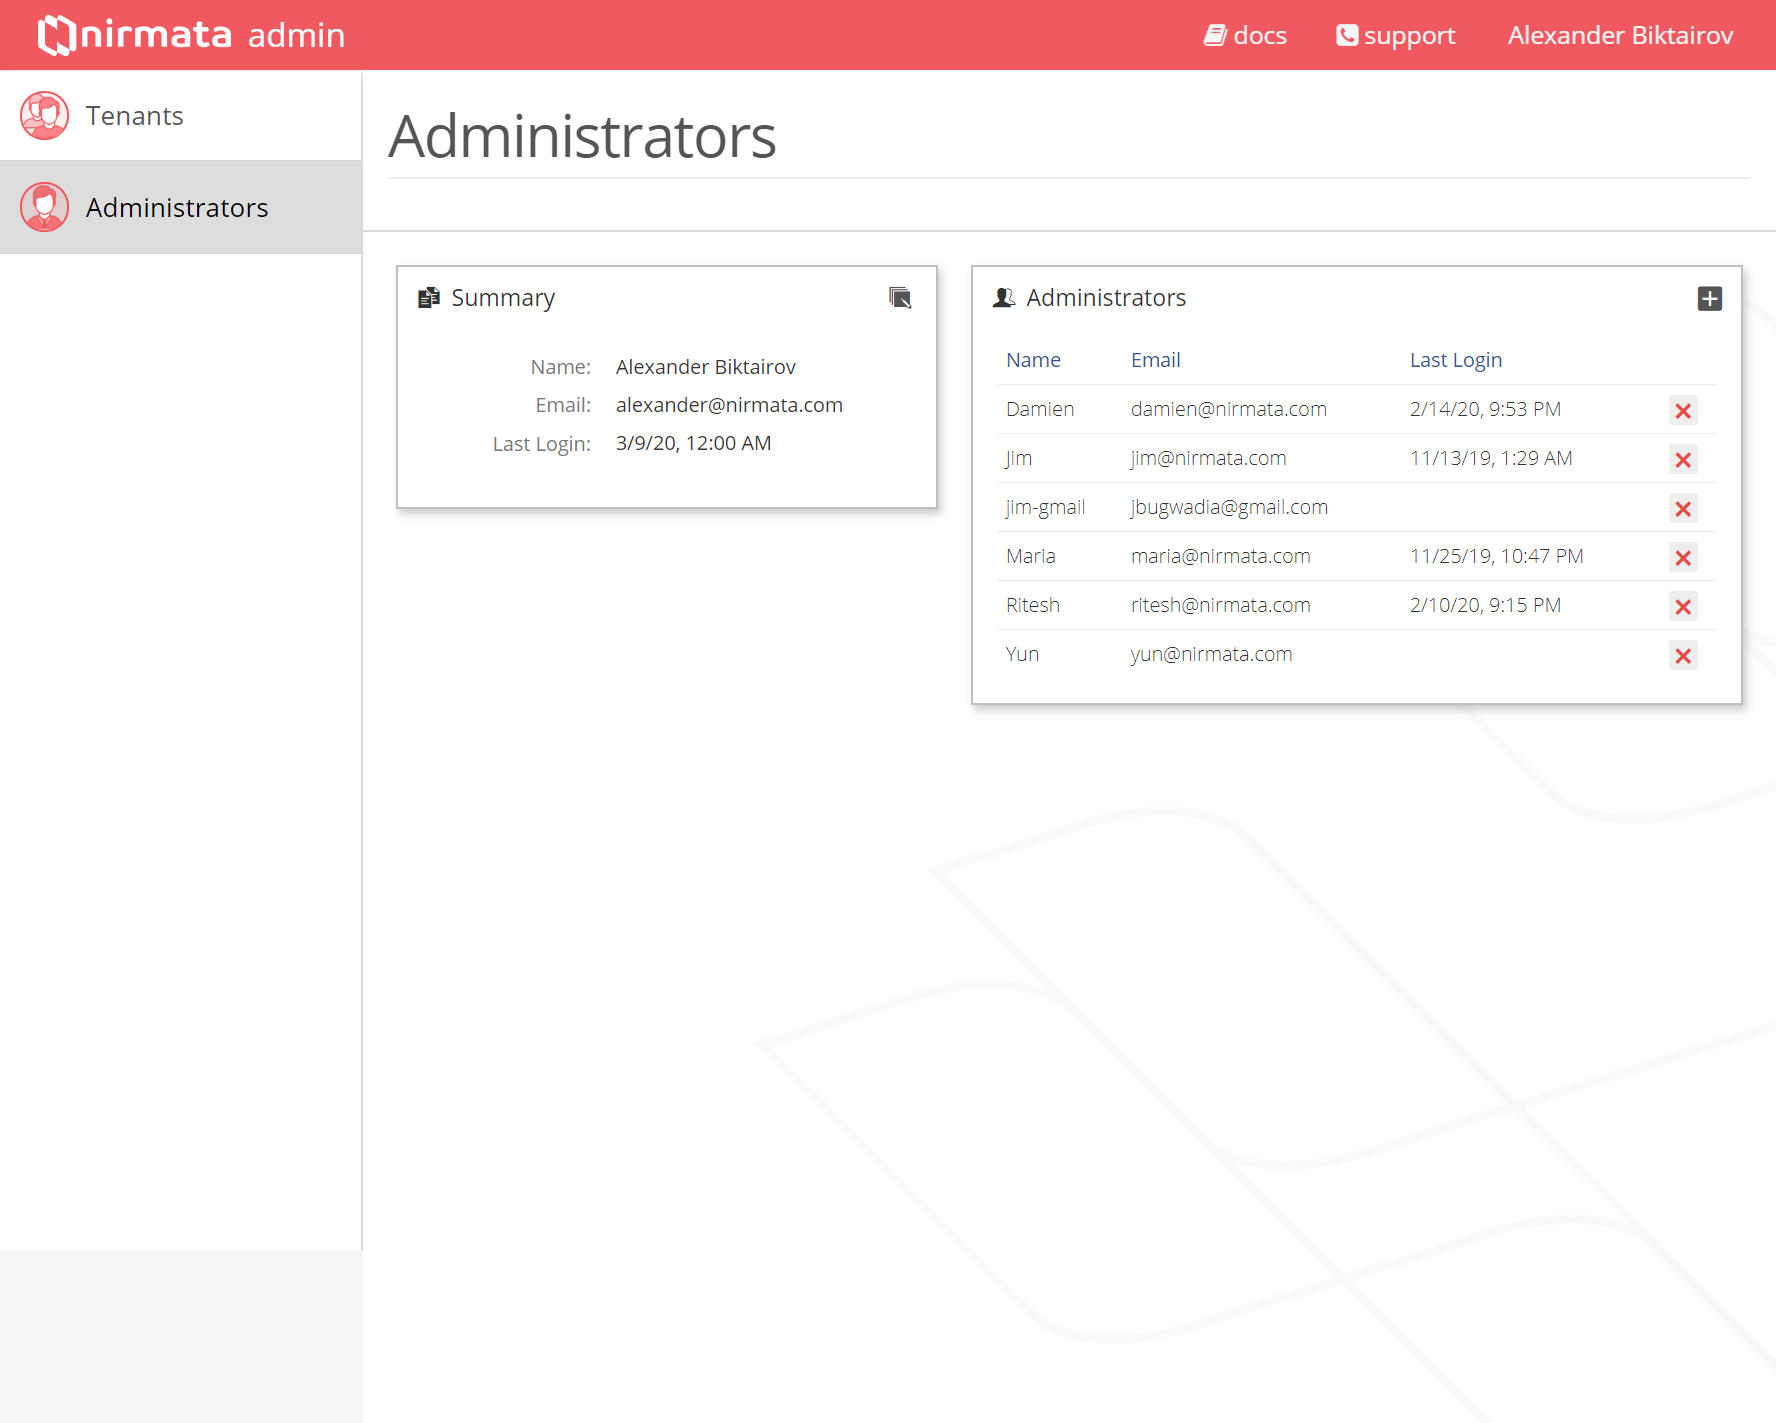 nirmata admin docs support Alexander Biktairov
Tenants
Administrators
Administrators
Summary
Name: Alexander Biktairov
Email: alexander@nirmata.com
Last Login: 3/9/20, 12:00 AM
Administrators
Name Email Last Login
Damien damien@nirmata.com 2/14/20, 9:53 PM
Jim jim@nirmata.com 11/13/19, 1:29 AM
jim-gmail jbugwadia@gmail.com
Maria maria@nirmata.com 11/25/19, 10:47 PM
Ritesh ritesh@nirmata.com 2/10/20, 9:15 PM
Yun yun@nirmata.com